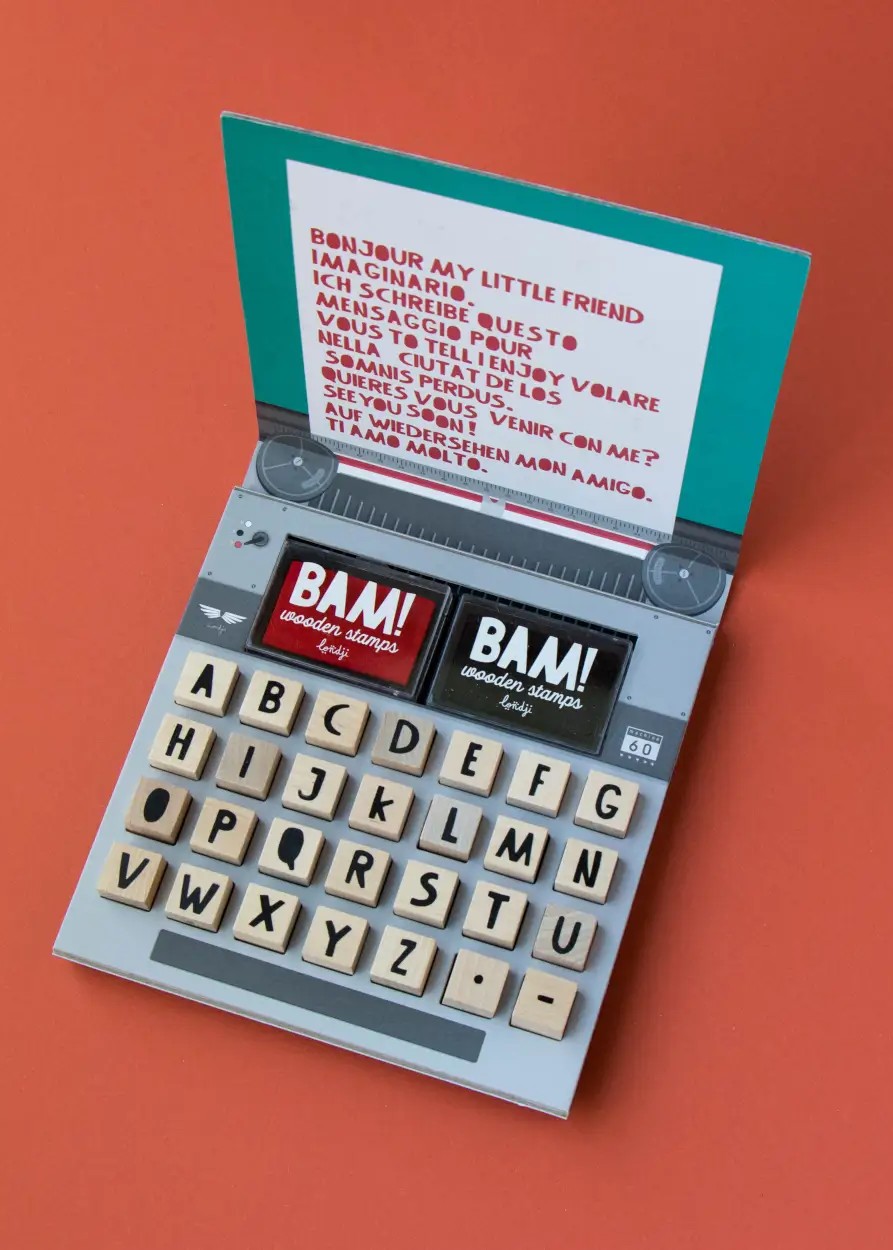 BONJOUR MY LITTLE FRIEND
IMAGINARIO.
ICH SCHREIBE QUESTO
MENSAGGIO POUR
VOUS TO TELL I ENJOY VOLARE
NELLA CIUTAT DE LOS
SOMNIS PERDUS.
QUIERES VOUS VENIR CON ME?
SEE YOU SOON!
AUF WIEDERSEHEN MON AMIGO.
TI AMO MOLTO.
BAM!
wooden stamps
londji
BAM!
wooden stamps
londji
londji
Machine
60
A B C D E F G
H I J k L M N
O P Q R S T U
V W X Y Z . -